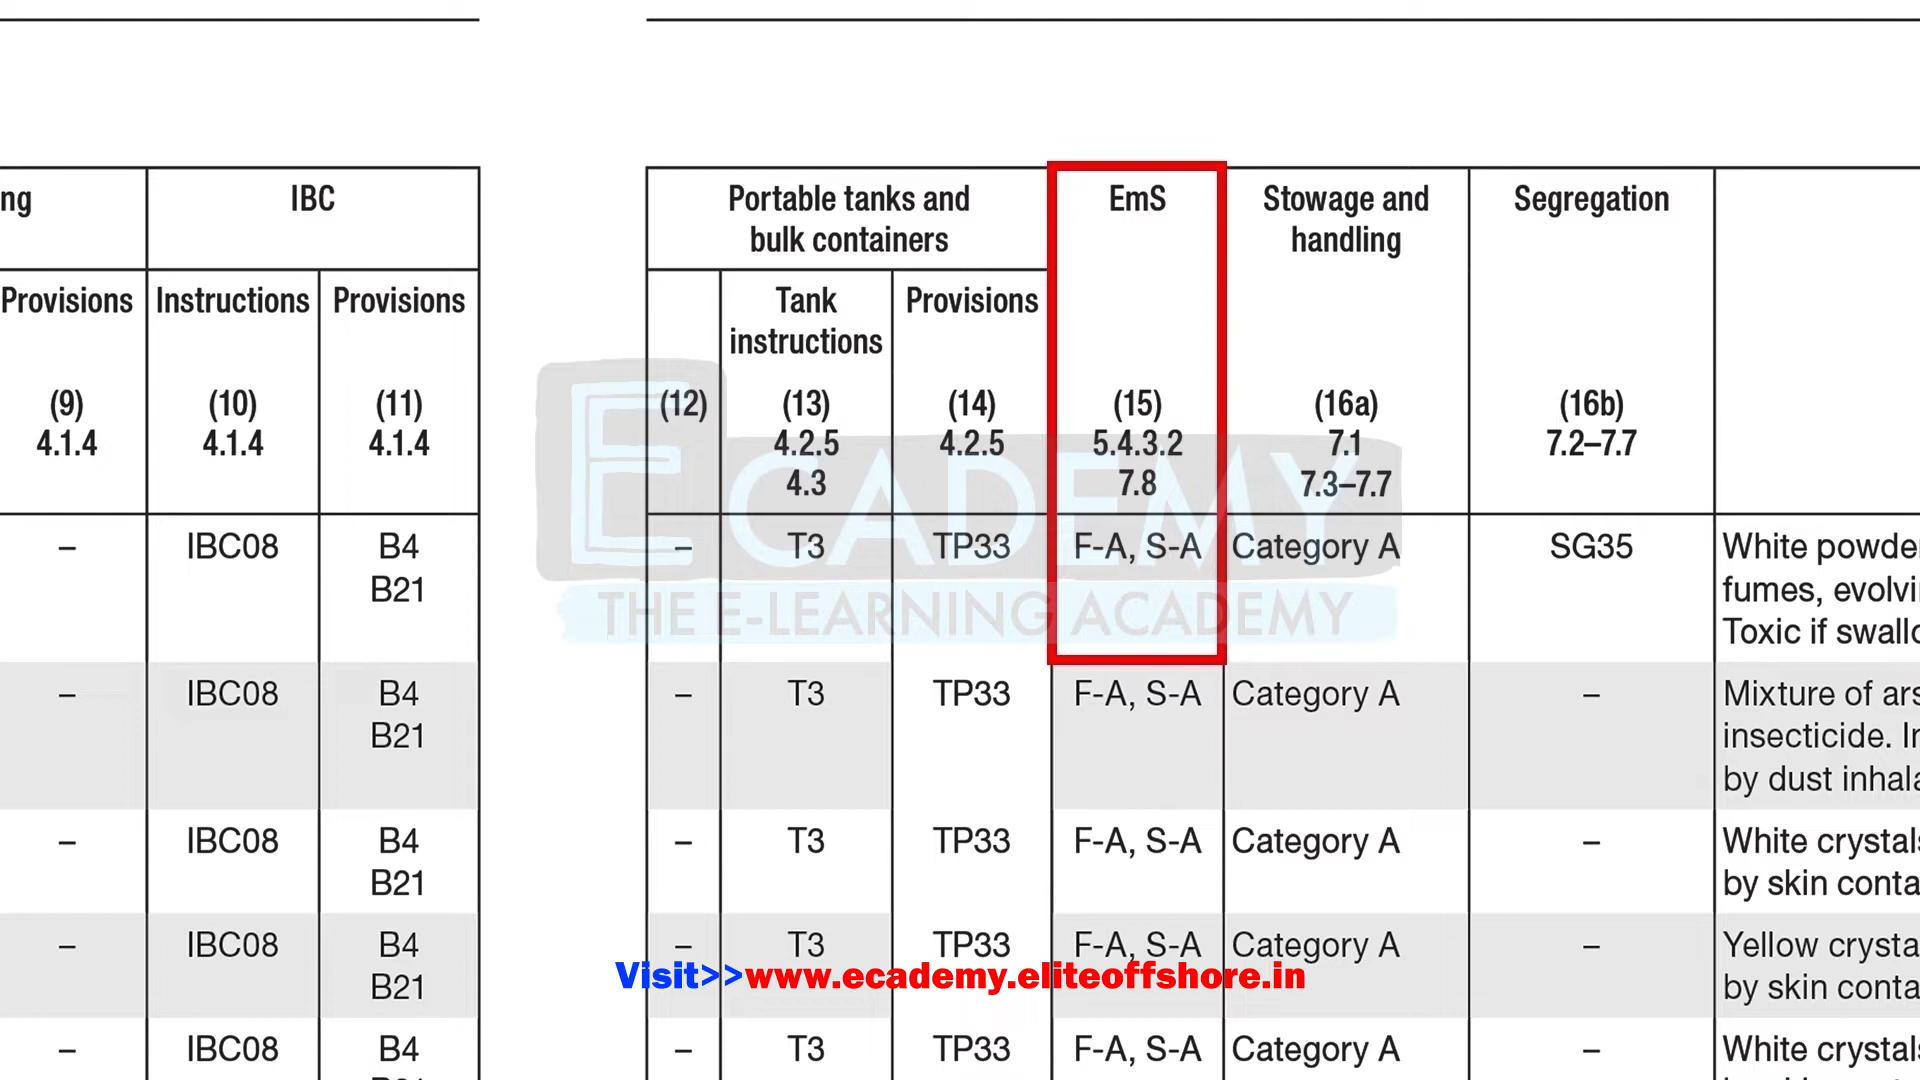 ng
IBC
Portable tanks and
bulk containers
EmS
Stowage and
handling
Segregation
Provisions
Instructions
Provisions
Tank
instructions
Provisions
(9)
(10)
(11)
(12)
(13)
(14)
(15)
(16a)
(16b)
4.1.4
4.1.4
4.1.4
4.2.5
4.2.5
5.4.3.2
7.1
7.2–7.7
4.3
7.8
7.3–7.7
ECADEMY
THE E-LEARNING ACADEMY
– IBC08 B4 – T3 TP33 F-A, S-A Category A SG35 White powder
B21 fumes, evolvi
Toxic if swallo
– IBC08 B4 – T3 TP33 F-A, S-A Category A – Mixture of ars
B21 insecticide. In
by dust inhala
– IBC08 B4 – T3 TP33 F-A, S-A Category A – White crystals
B21 by skin conta
– IBC08 B4 – T3 TP33 F-A, S-A Category A – Yellow crysta
Visit>>www.ecademy.eliteoffshore.in
B21 by skin conta
– IBC08 B4 – T3 TP33 F-A, S-A Category A – White crystals